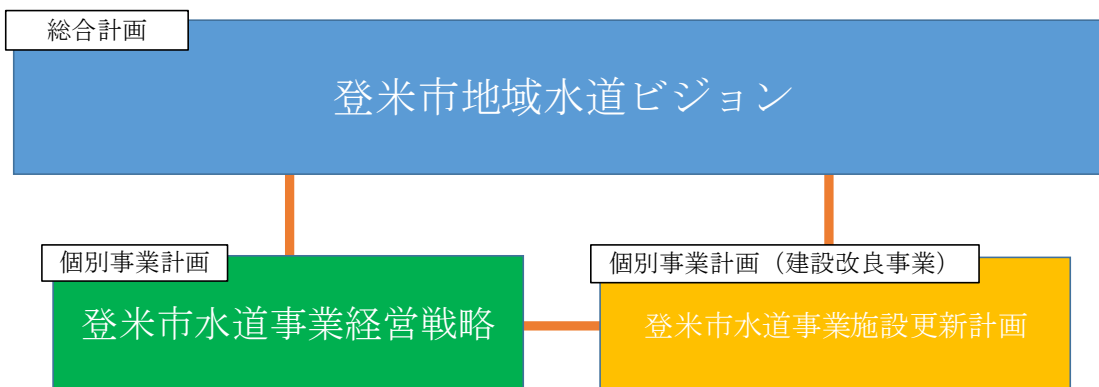 総合計画
登米市地域水道ビジョン
個別事業計画
個別事業計画（建設改良事業）
登米市水道事業経営戦略
登米市水道事業施設更新計画